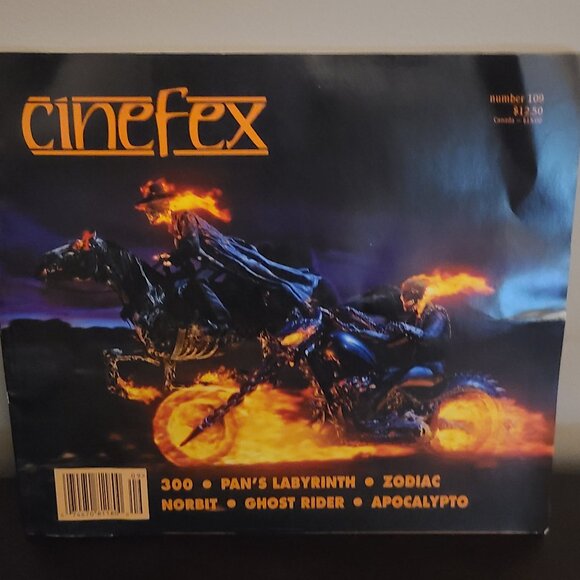 cinefex
number 109
$12.50
300 • PAN'S LABYRINTH • ZODIAC
NORBIT • GHOST RIDER • APOCALYPTO